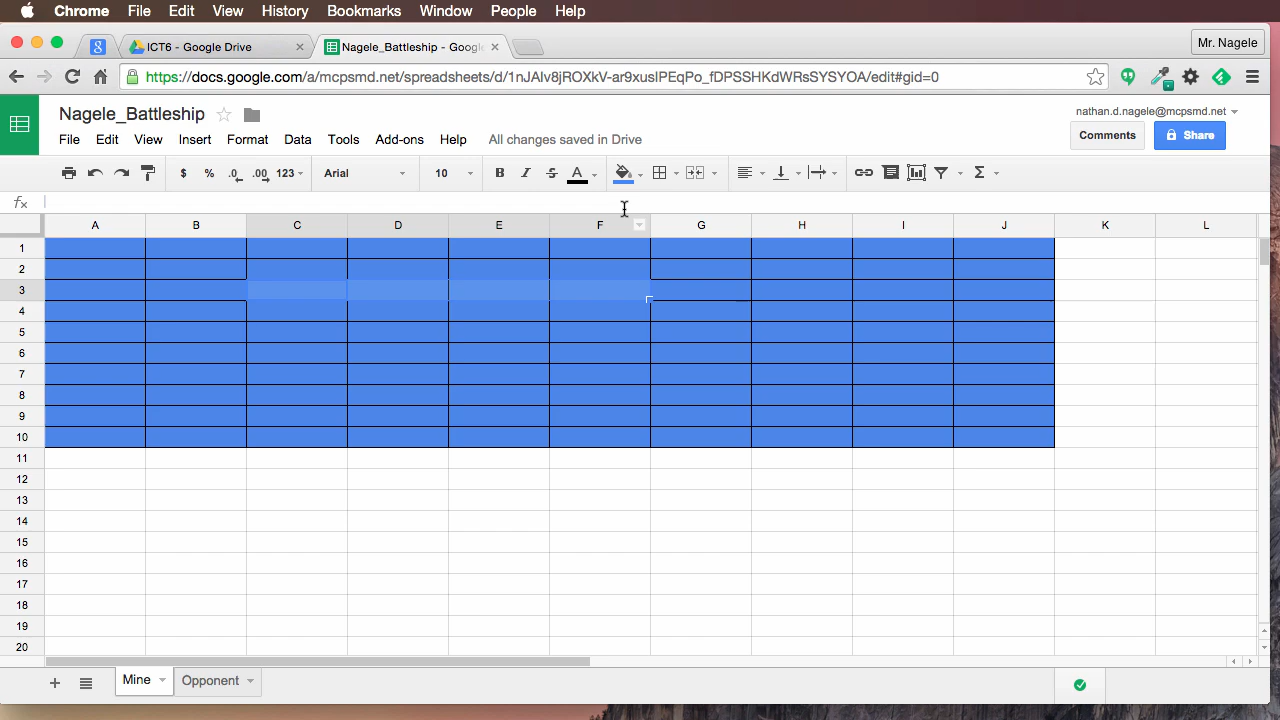 Chrome File Edit View History Bookmarks Window People Help
ICT6 - Google Drive Nagele_Battleship - Goog Mr. Nagele
https://docs.google.com/a/mcpsmd.net/spreadsheets/d/1nJAlv8jROXkV-ar9xuslPEqPo_fDPSSHKdWRsSYSYOA/edit#gid=0
Nagele_Battleship nathan.d.nagele@mcpsmd.net
File Edit View Insert Format Data Tools Add-ons Help All changes saved in Drive Comments Share
$ % .0 .00 123 Arial 10 B I S A Σ
fx
A B C D E F G H I J K L
1
2
3
4
5
6
7
8
9
10
11
12
13
14
15
16
17
18
19
20
Mine Opponent